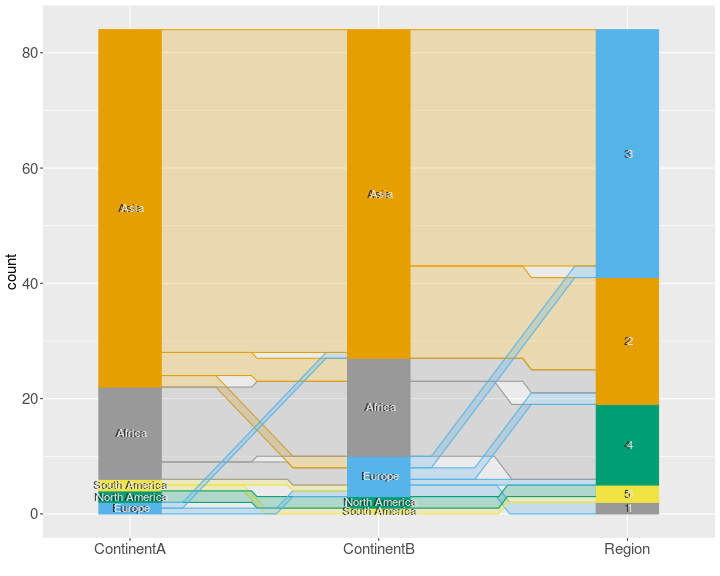 80
60
40
20
0
count
Asia
Africa
South America
North America
Europe
Asia
Africa
Europe
North America
South America
3
2
4
5
1
ContinentA
ContinentB
Region